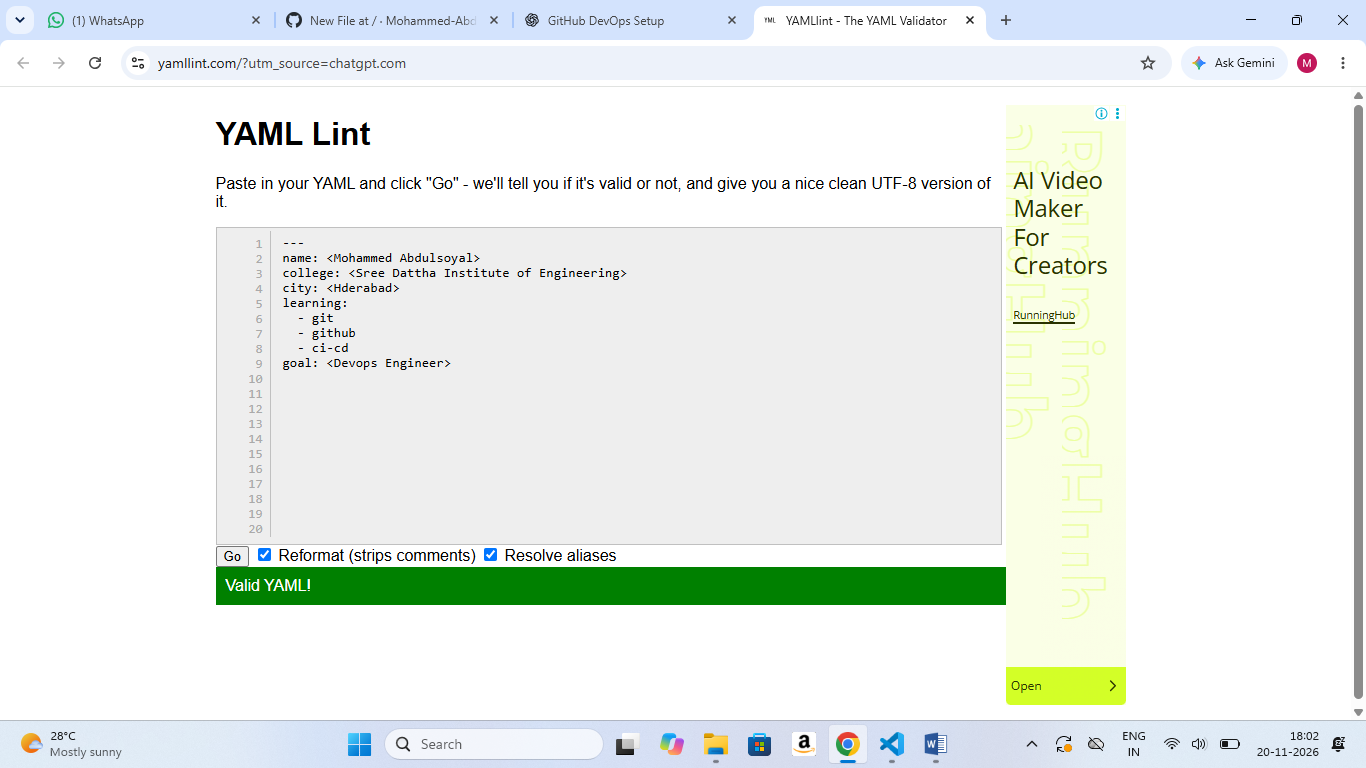 (1) WhatsApp
New File at / · Mohammed-Abd
GitHub DevOps Setup
YML
YAMLlint - The YAML Validator
yamllint.com/?utm_source=chatgpt.com
Ask Gemini
M
YAML Lint
Paste in your YAML and click "Go" - we'll tell you if it's valid or not, and give you a nice clean UTF-8 version of
it.
1 ---
2 name: <Mohammed Abdulsoyal>
3 college: <Sree Dattha Institute of Engineering>
4 city: <Hderabad>
5 learning:
6 - git
7 - github
8 - ci-cd
9 goal: <Devops Engineer>
10
11
12
13
14
15
16
17
18
19
20
Go Reformat (strips comments) Resolve aliases
Valid YAML!
AI Video
Maker
For
Creators
RunningHub
RunningHub
Open
28°C
Mostly sunny
Search
a
ENG
IN
18:02
20-11-2026